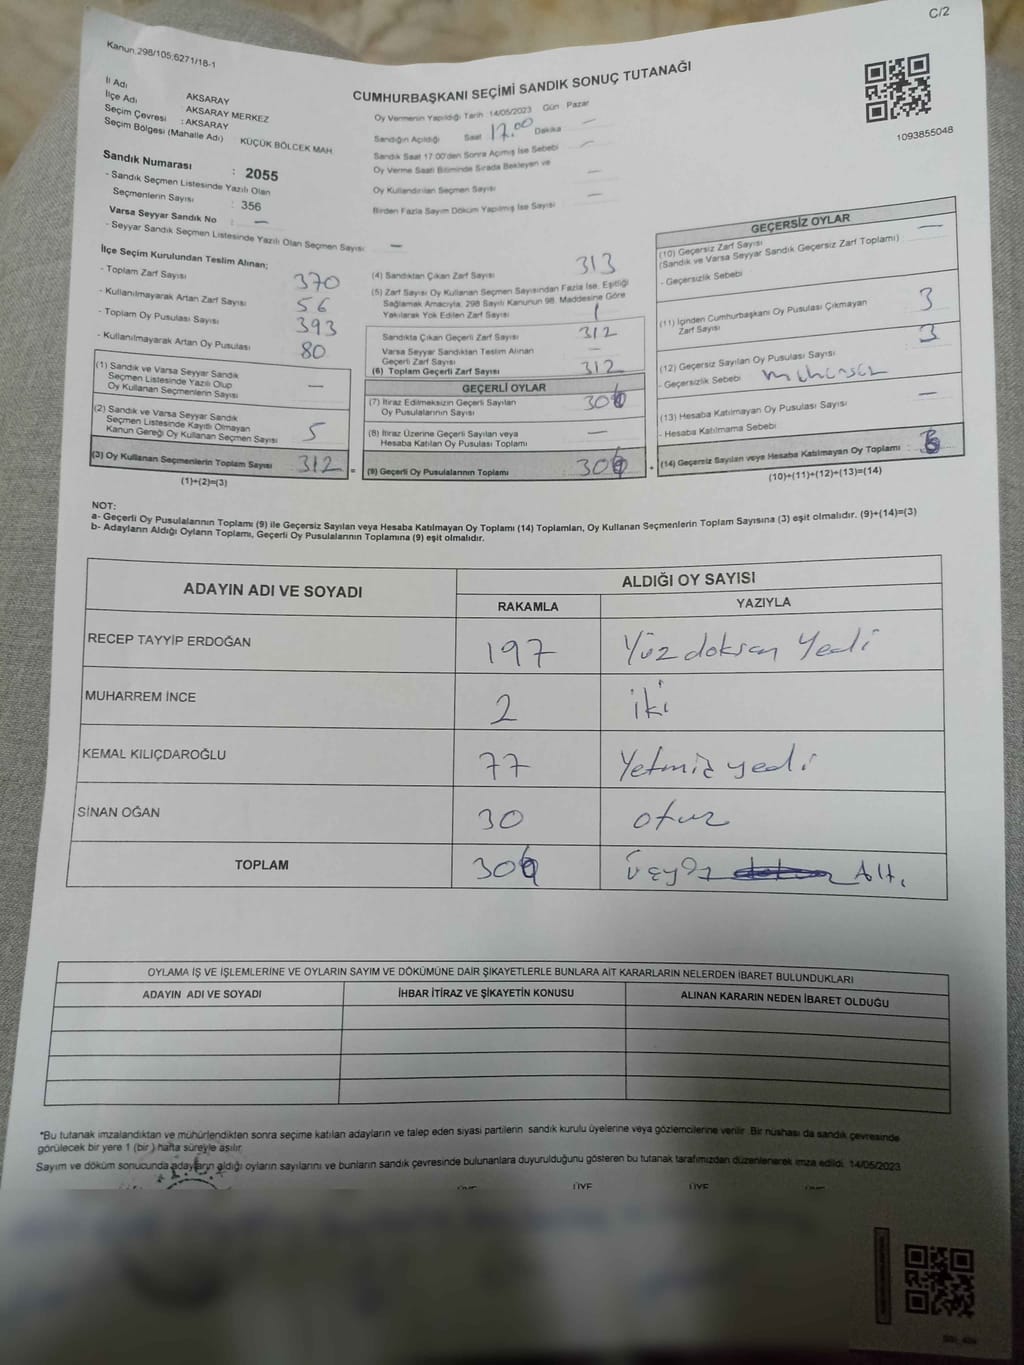 C/2
Kanun,298/105;6271/18-1
CUMHURBAŞKANI SEÇİMİ SANDIK SONUÇ TUTANAĞI
İl Adı AKSARAY
İlçe Adı AKSARAY MERKEZ
Seçim Çevresi : AKSARAY
Seçim Bölgesi (Mahalle Adı) KÜÇÜK BÖLCEK MAH.
Sandık Numarası : 2055
- Sandık Seçmen Listesinde Yazılı Olan
Seçmenlerin Sayısı : 356
Varsa Seyyar Sandık No : —
- Seyyar Sandık Seçmen Listesinde Yazılı Olan Seçmen Sayısı —
Oy Vermenin Yapıldığı Tarih :14/05/2023 Gün : Pazar
Sandığın Açıldığı Saat 17.00 Dakika —
Sandık Saat 17:00'den Sonra Açılmış İse Sebebi —
Oy Verme Saati Bitiminde Sırada Bekleyen ve
Oy Kullandırılan Seçmen Sayısı —
Birden Fazla Sayım Döküm Yapılmış İse Sayısı —
1093855048
İlçe Seçim Kurulundan Teslim Alınan;
- Toplam Zarf Sayısı 370
- Kullanılmayarak Artan Zarf Sayısı 56
- Toplam Oy Pusulası Sayısı 393
- Kullanılmayarak Artan Oy Pusulası 80
(1) Sandık ve Varsa Seyyar Sandık
Seçmen Listesinde Yazılı Olup
Oy Kullanan Seçmenlerin Sayısı —
(2) Sandık ve Varsa Seyyar Sandık
Seçmen Listesinde Kayıtlı Olmayan
Kanun Gereği Oy Kullanan Seçmen Sayısı 5
(3) Oy Kullanan Seçmenlerin Toplam Sayısı 312 =
(1)+(2)=(3)
(4) Sandıktan Çıkan Zarf Sayısı 313
(5) Zarf Sayısı Oy Kullanan Seçmen Sayısından Fazla İse, Eşitliği
Sağlamak Amacıyla, 298 Sayılı Kanunun 98. Maddesine Göre
Yakılarak Yok Edilen Zarf Sayısı 1
Sandıkta Çıkan Geçerli Zarf Sayısı 312
Varsa Seyyar Sandıktan Teslim Alınan
Geçerli Zarf Sayısı —
(6) Toplam Geçerli Zarf Sayısı 312
GEÇERLİ OYLAR
(7) İtiraz Edilmeksizin Geçerli Sayılan
Oy Pusulalarının Sayısı 306
(8) İtiraz Üzerine Geçerli Sayılan veya
Hesaba Katılan Oy Pusulası Toplamı —
(9) Geçerli Oy Pusulalarının Toplamı 306 +
GEÇERSİZ OYLAR
(10) Geçersiz Zarf Sayısı
(Sandık ve Varsa Seyyar Sandık Geçersiz Zarf Toplamı) —
- Geçersizlik Sebebi
(11) İçinden Cumhurbaşkanı Oy Pusulası Çıkmayan
Zarf Sayısı 3
(12) Geçersiz Sayılan Oy Pusulası Sayısı 3
- Geçersizlik Sebebi mühürsüz
(13) Hesaba Katılmayan Oy Pusulası Sayısı —
- Hesaba Katılmama Sebebi
(14) Geçersiz Sayılan veya Hesaba Katılmayan Oy Toplamı : 6
(10)+(11)+(12)+(13)=(14)
NOT:
a- Geçerli Oy Pusulalarının Toplamı (9) ile Geçersiz Sayılan veya Hesaba Katılmayan Oy Toplamı (14) Toplamları, Oy Kullanan Seçmenlerin Toplam Sayısına (3) eşit olmalıdır. (9)+(14)=(3)
b- Adayların Aldığı Oyların Toplamı, Geçerli Oy Pusulalarının Toplamına (9) eşit olmalıdır.
ADAYIN ADI VE SOYADI ALDIĞI OY SAYISI
RAKAMLA YAZIYLA
RECEP TAYYİP ERDOĞAN 197 Yüz doksan Yedi
MUHARREM İNCE 2 iki
KEMAL KILIÇDAROĞLU 77 Yetmiş yedi
SİNAN OĞAN 30 otuz
TOPLAM 306 üçyüz Altı
OYLAMA İŞ VE İŞLEMLERİNE VE OYLARIN SAYIM VE DÖKÜMÜNE DAİR ŞİKAYETLERLE BUNLARA AİT KARARLARIN NELERDEN İBARET BULUNDUKLARI
ADAYIN ADI VE SOYADI İHBAR İTİRAZ VE ŞİKAYETİN KONUSU ALINAN KARARIN NEDEN İBARET OLDUĞU
*Bu tutanak imzalandıktan ve mühürlendikten sonra seçime katılan adayların ve talep eden siyasi partilerin sandık kurulu üyelerine veya gözlemcilerine verilir. Bir nüshası da sandık çevresinde
görülecek bir yere 1 (bir) hafta süreyle asılır.
Sayım ve döküm sonucunda adayların aldığı oyların sayılarını ve bunların sandık çevresinde bulunanlara duyurulduğunu gösteren bu tutanak tarafımızdan düzenlenerek imza edildi. 14/05/2023
ÜYE ÜYE